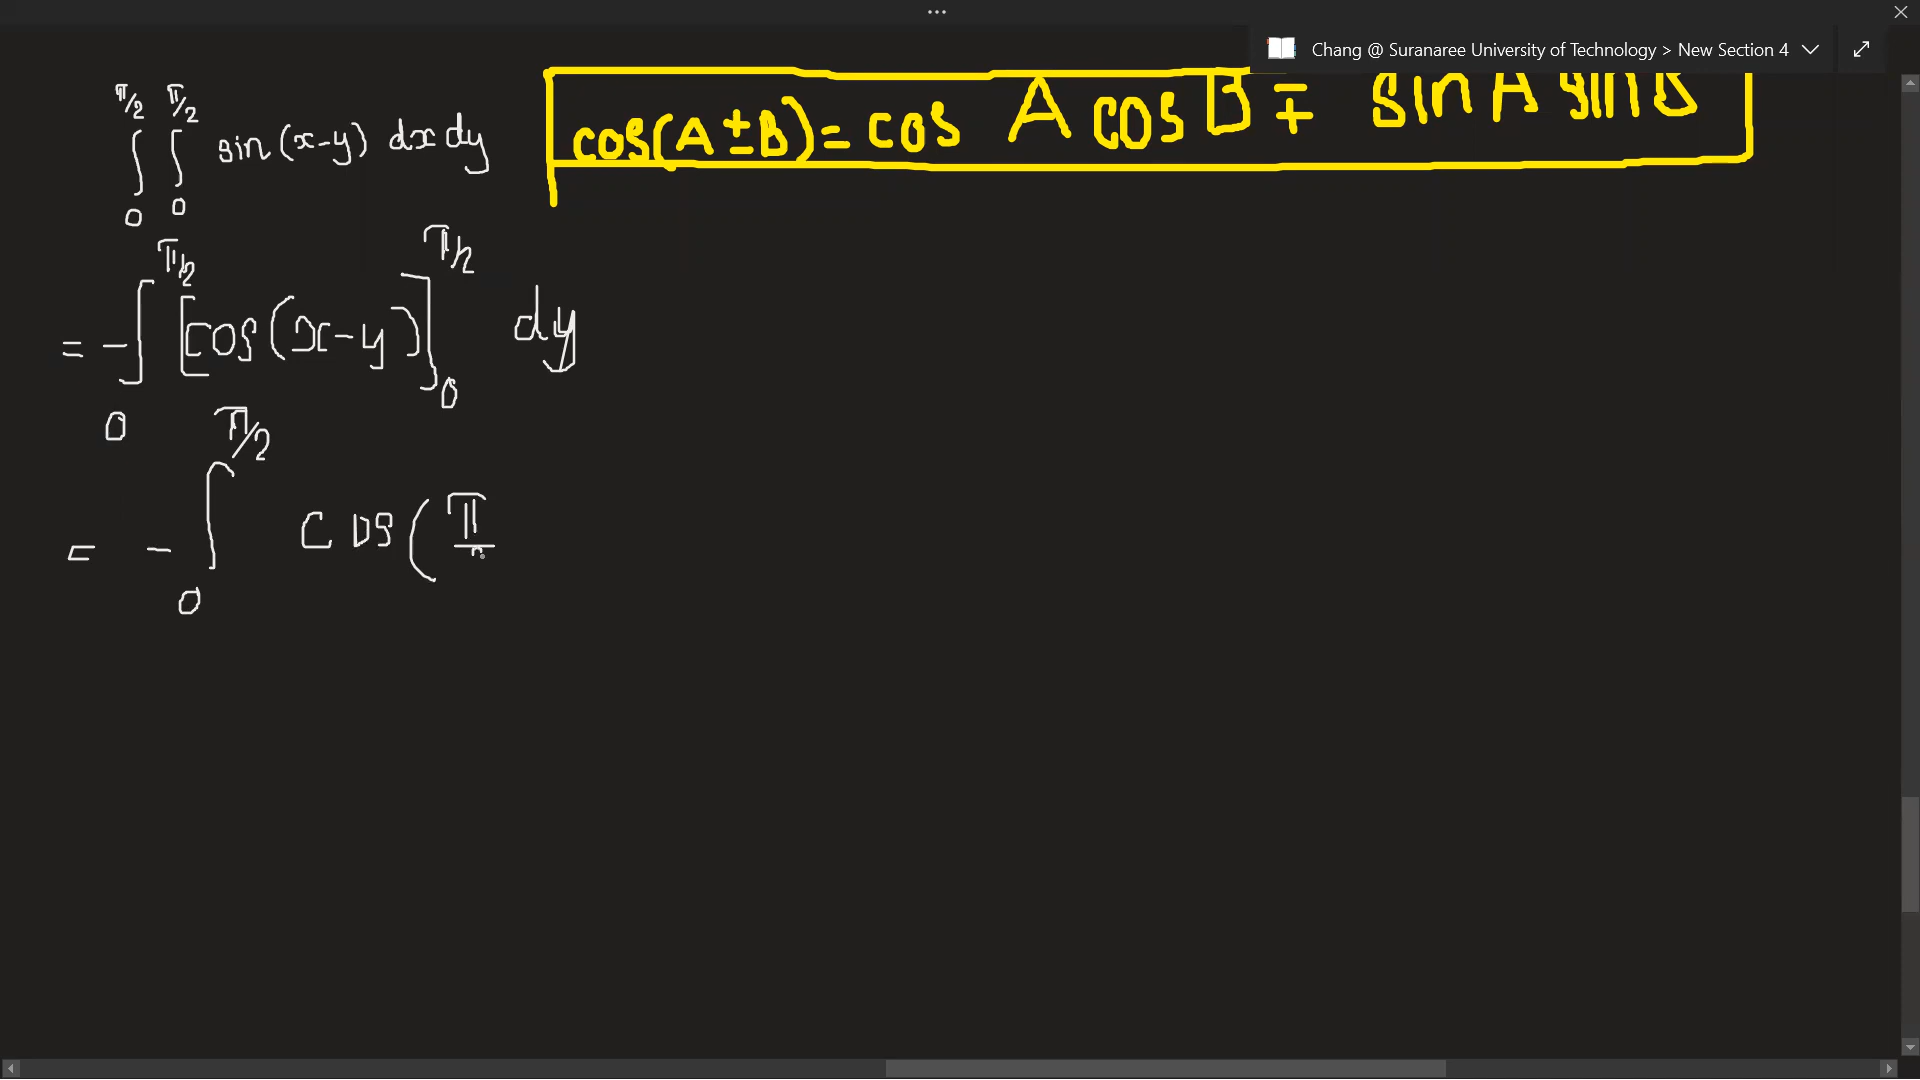 Chang @ Suranaree University of Technology > New Section 4
cos(A ± B) = cos A cos B ∓ sin A sin B
π/2 π/2
∫ ∫ sin(x-y) dx dy
0 0
π/2 π/2
= -∫ [cos(x-y)] dy
0 0
π/2
= -∫ cos(π
0